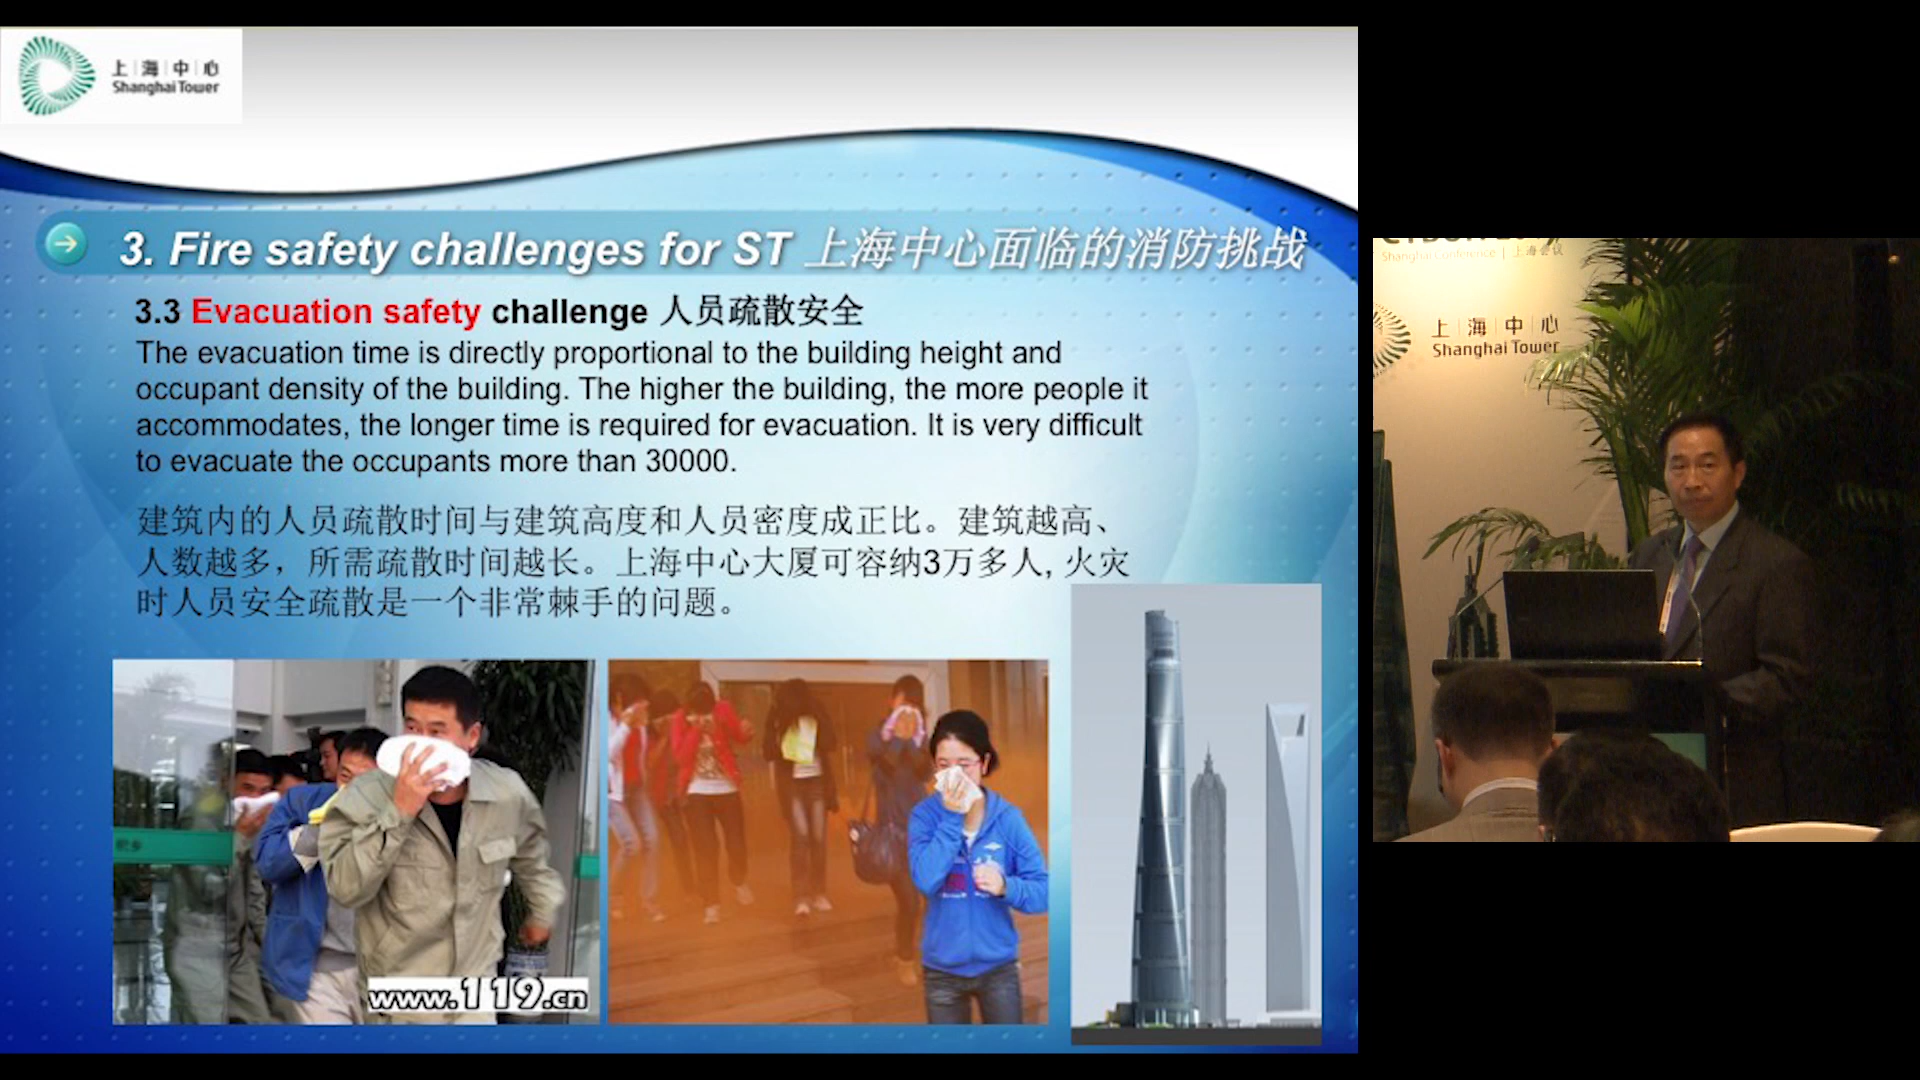 上海中心
Shanghai Tower
3. Fire safety challenges for ST 上海中心面临的消防挑战
3.3 Evacuation safety challenge 人员疏散安全
The evacuation time is directly proportional to the building height and
occupant density of the building. The higher the building, the more people it
accommodates, the longer time is required for evacuation. It is very difficult
to evacuate the occupants more than 30000.
建筑内的人员疏散时间与建筑高度和人员密度成正比。建筑越高、
人数越多，所需疏散时间越长。上海中心大厦可容纳3万多人, 火灾
时人员安全疏散是一个非常棘手的问题。
www.119.cn
Shanghai Conference | 上海会议
上海中心
Shanghai Tower